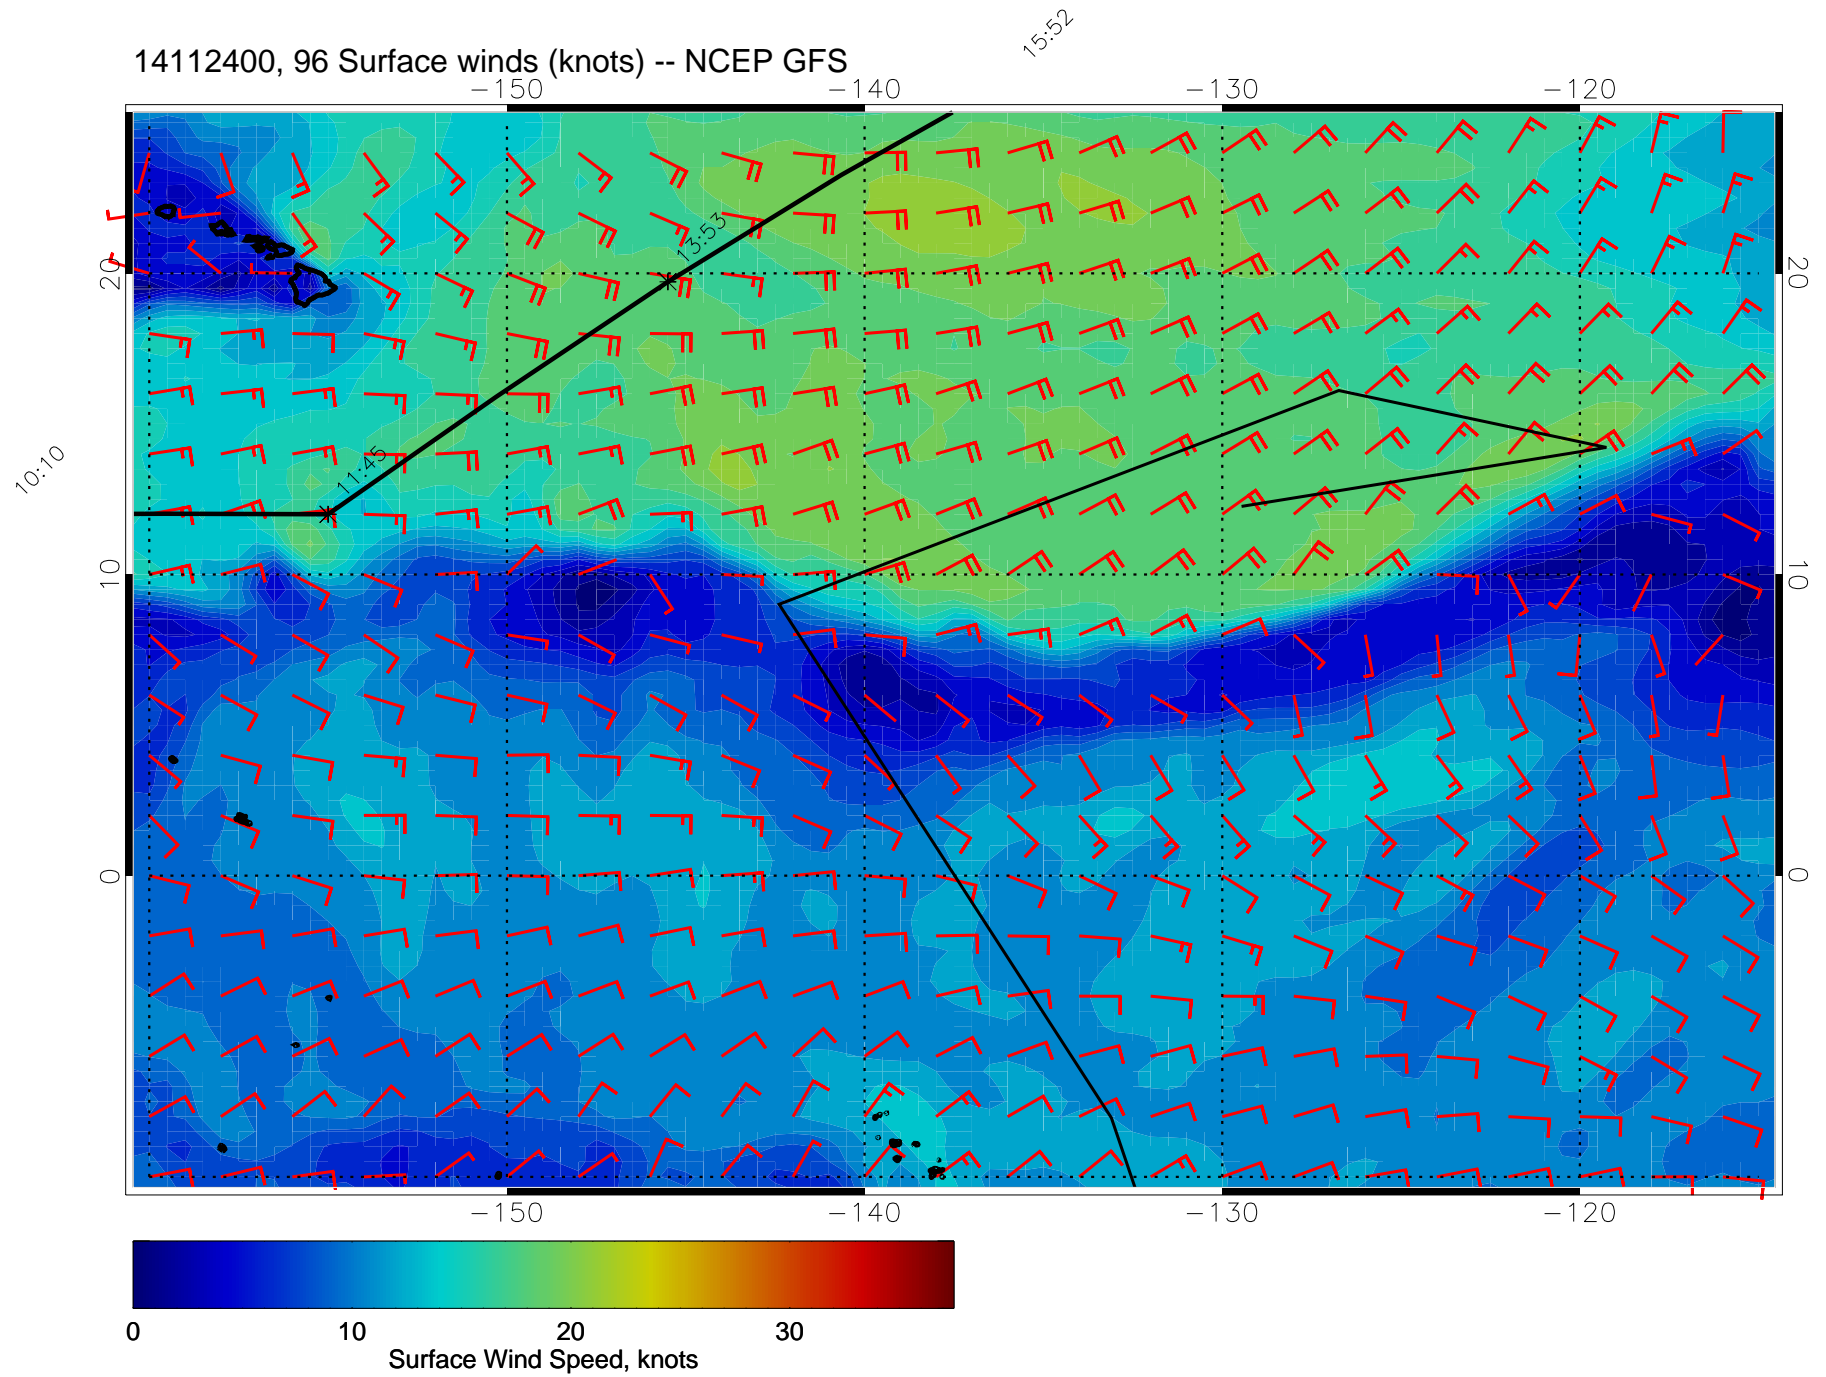 15:52
14112400, 96 Surface winds (knots) -- NCEP GFS
-150 -140 -130 -120
13:53
20 20
11:45
10:10
10 10
0 0
-150 -140 -130 -120
0 10 20 30
Surface Wind Speed, knots